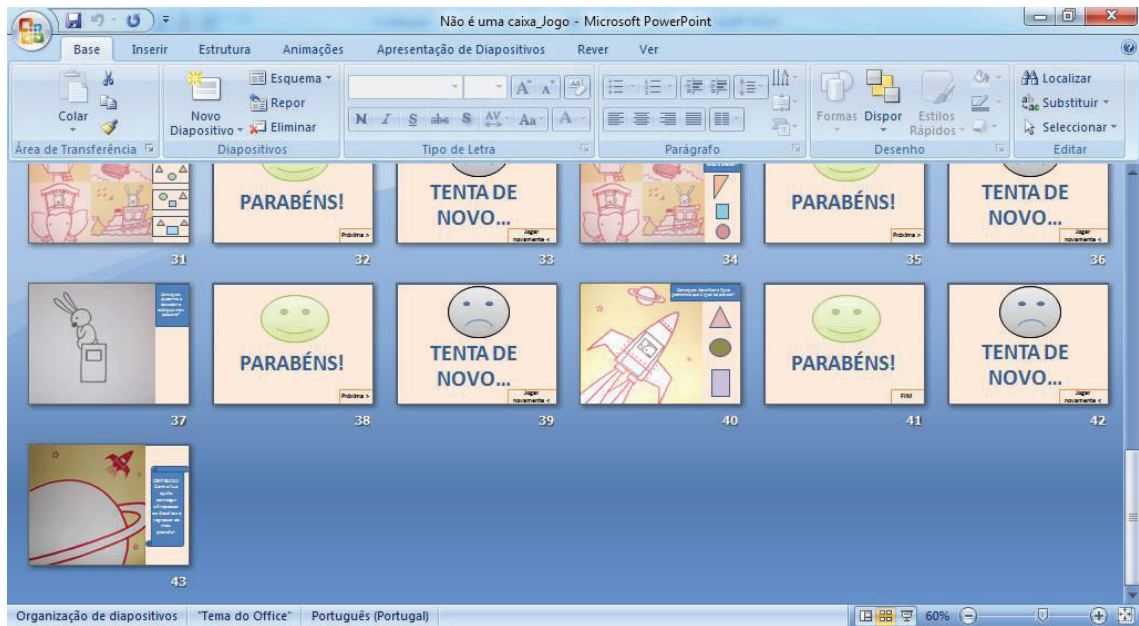 Não é uma caixa_Jogo - Microsoft PowerPoint
Base Inserir Estrutura Animações Apresentação de Diapositivos Rever Ver
Colar
Área de Transferência
Novo Diapositivo
Esquema
Repor
Eliminar
Diapositivos
N I S abc S AV Aa A
Tipo de Letra
Parágrafo
Formas
Dispor
Estilos Rápidos
Desenho
Localizar
Substituir
Seleccionar
Editar
PARABÉNS!
Próxima >
TENTA DE
NOVO...
Jogar
novamente <
PARABÉNS!
Próxima >
TENTA DE
NOVO...
Jogar
novamente <
31 32 33 34 35 36
PARABÉNS!
Próxima >
TENTA DE
NOVO...
Jogar
novamente <
PARABÉNS!
FIM
TENTA DE
NOVO...
Jogar
novamente <
37 38 39 40 41 42
43
Organização de diapositivos "Tema do Office" Português (Portugal) 60%